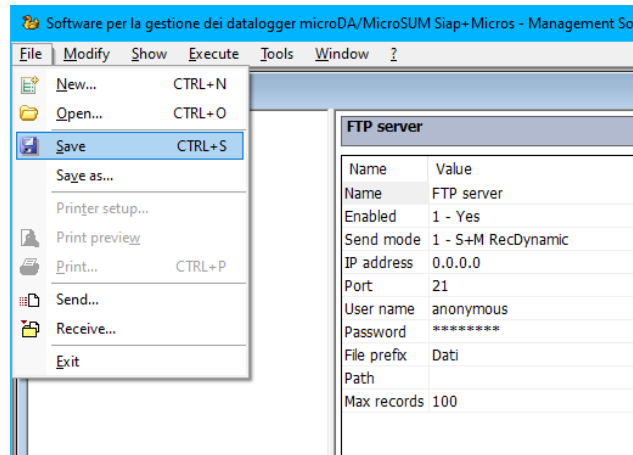 Software per la gestione dei datalogger microDA/MicroSUM Siap+Micros - Management So
File Modify Show Execute Tools Window ?
New... CTRL+N
Open... CTRL+O
Save CTRL+S
Save as...
Printer setup...
Print preview
Print... CTRL+P
Send...
Receive...
Exit
FTP server
Name Value
Name FTP server
Enabled 1 - Yes
Send mode 1 - S+M RecDynamic
IP address 0.0.0.0
Port 21
User name anonymous
Password ********
File prefix Dati
Path
Max records 100